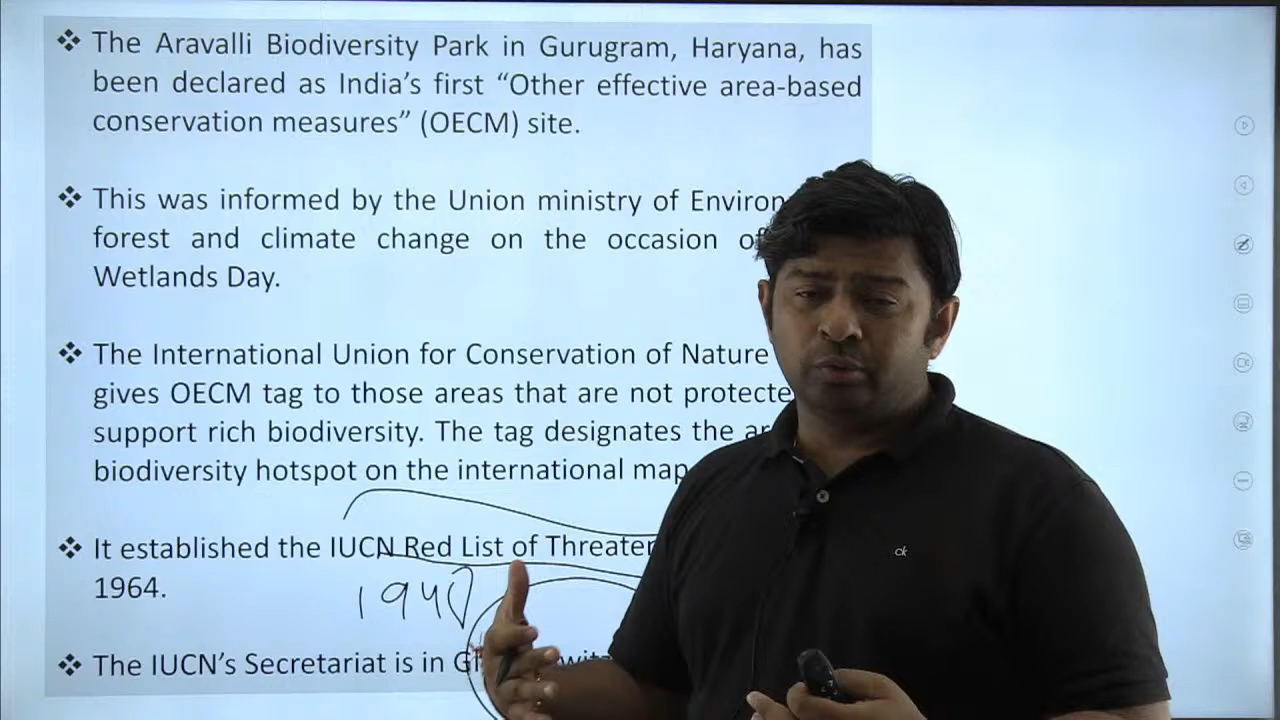 ❖ The Aravalli Biodiversity Park in Gurugram, Haryana, has
been declared as India's first “Other effective area-based
conservation measures” (OECM) site.
❖ This was informed by the Union ministry of Environ
forest and climate change on the occasion of
Wetlands Day.
❖ The International Union for Conservation of Nature
gives OECM tag to those areas that are not protecte
support rich biodiversity. The tag designates the ar
biodiversity hotspot on the international map
❖ It established the IUCN Red List of Threaten
1964.
❖ The IUCN's Secretariat is in Gl
ck